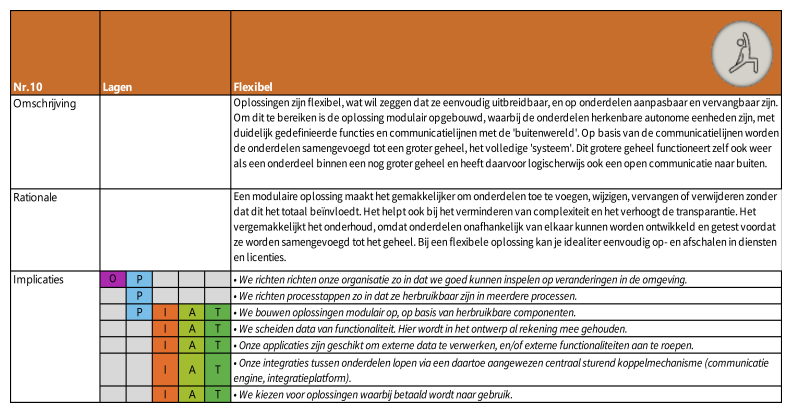 Nr.10 Lagen Flexibel
Omschrijving
Oplossingen zijn flexibel, wat wil zeggen dat ze eenvoudig uitbreidbaar, en op onderdelen aanpasbaar en vervangbaar zijn.
Om dit te bereiken is de oplossing modulair opgebouwd, waarbij de onderdelen herkenbare autonome eenheden zijn, met
duidelijk gedefinieerde functies en communicatielijnen met de 'buitenwereld'. Op basis van de communicatielijnen worden
de onderdelen samengevoegd tot een groter geheel, het volledige 'systeem'. Dit grotere geheel functioneert zelf ook weer
als een onderdeel binnen een nog groter geheel en heeft daarvoor logischerwijs ook een open communicatie naar buiten.
Rationale
Een modulaire oplossing maakt het gemakkelijker om onderdelen toe te voegen, wijzigen, vervangen of verwijderen zonder
dat dit het totaal beïnvloedt. Het helpt ook bij het verminderen van complexiteit en het verhoogt de transparantie. Het
vergemakkelijkt het onderhoud, omdat onderdelen onafhankelijk van elkaar kunnen worden ontwikkeld en getest voordat
ze worden samengevoegd tot het geheel. Bij een flexibele oplossing kan je idealiter eenvoudig op- en afschalen in diensten
en licenties.
Implicaties
O P • We richten richten onze organisatie zo in dat we goed kunnen inspelen op veranderingen in de omgeving.
P • We richten processtappen zo in dat ze herbruikbaar zijn in meerdere processen.
P I A T • We bouwen oplossingen modulair op, op basis van herbruikbare componenten.
I A T • We scheiden data van functionaliteit. Hier wordt in het ontwerp al rekening mee gehouden.
I A T • Onze applicaties zijn geschikt om externe data te verwerken, en/of externe functionaliteiten aan te roepen.
I A T • Onze integraties tussen onderdelen lopen via een daartoe aangewezen centraal sturend koppelmechanisme (communicatie
engine, integratieplatform).
I A T • We kiezen voor oplossingen waarbij betaald wordt naar gebruik.